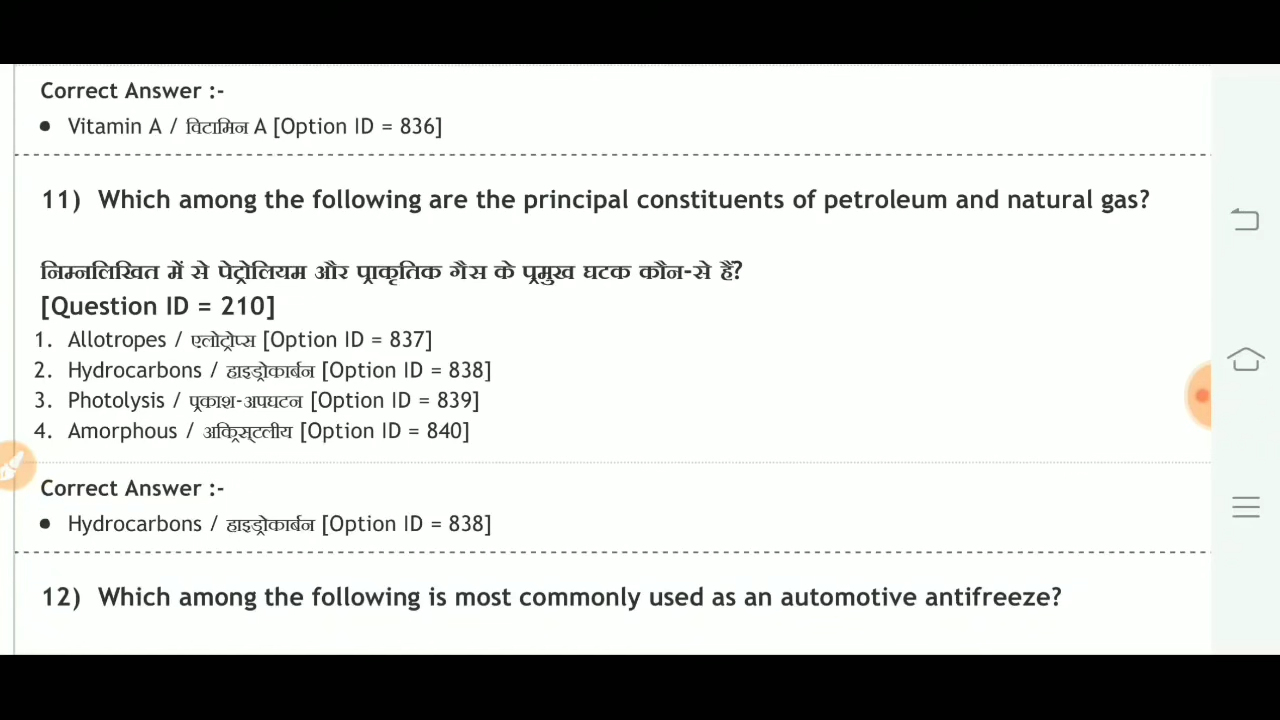 Correct Answer :-
● Vitamin A / विटामिन A [Option ID = 836]
11) Which among the following are the principal constituents of petroleum and natural gas?
निम्नलिखित में से पेट्रोलियम और प्राकृतिक गैस के प्रमुख घटक कौन-से हैं?
[Question ID = 210]
1. Allotropes / एलोट्रोप्स [Option ID = 837]
2. Hydrocarbons / हाइड्रोकार्बन [Option ID = 838]
3. Photolysis / प्रकाश-अपघटन [Option ID = 839]
4. Amorphous / अक्रिस्टलीय [Option ID = 840]
Correct Answer :-
● Hydrocarbons / हाइड्रोकार्बन [Option ID = 838]
12) Which among the following is most commonly used as an automotive antifreeze?